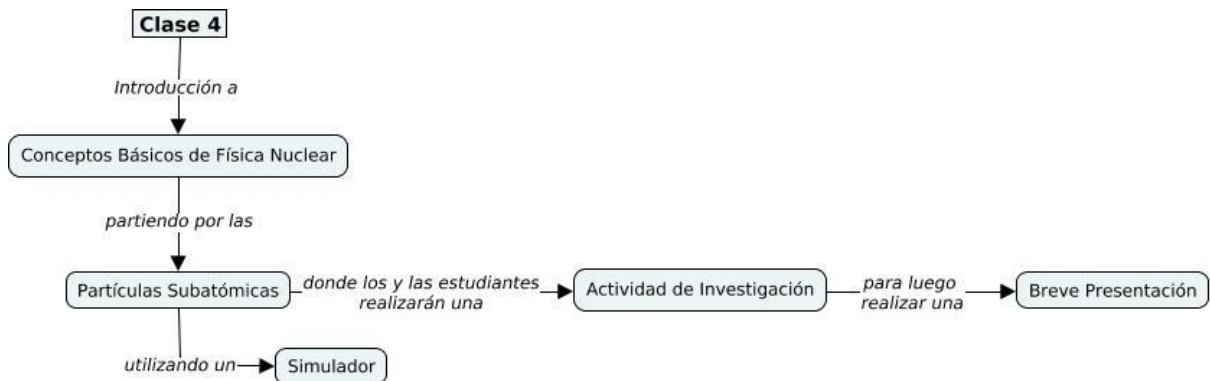 Clase 4
Introducción a
Conceptos Básicos de Física Nuclear
partiendo por las
Partículas Subatómicas
donde los y las estudiantes
realizarán una
Actividad de Investigación
para luego
realizar una
Breve Presentación
utilizando un
Simulador